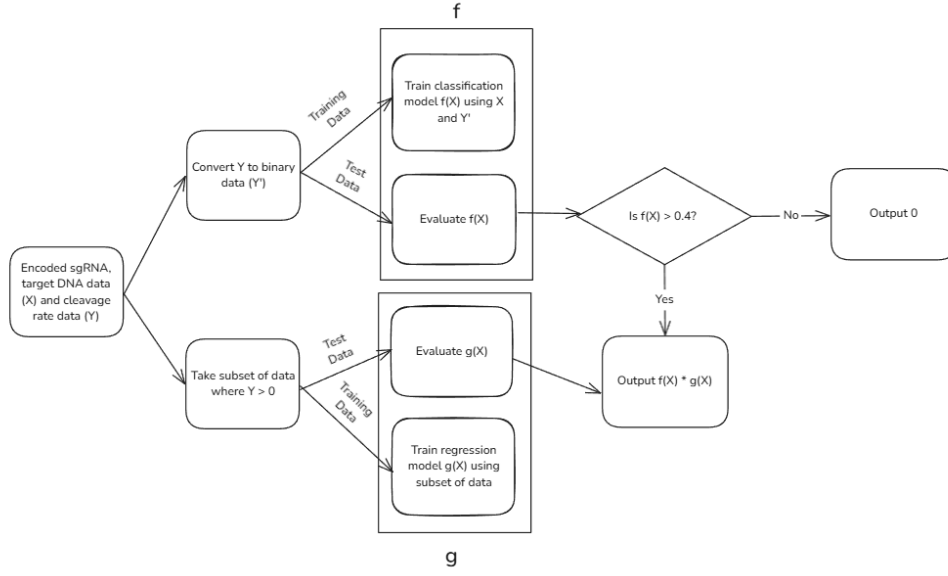 f
Train classification
model f(X) using X
and Y'
Training
Data
Convert Y to binary
data (Y')
Test
Data
Evaluate f(X)
Is f(X) > 0.4?
No
Output 0
Encoded sgRNA,
target DNA data
(X) and cleavage
rate data (Y)
Yes
Take subset of data
where Y > 0
Test
Data
Evaluate g(X)
Output f(X) * g(X)
Training
Data
Train regression
model g(X) using
subset of data
g